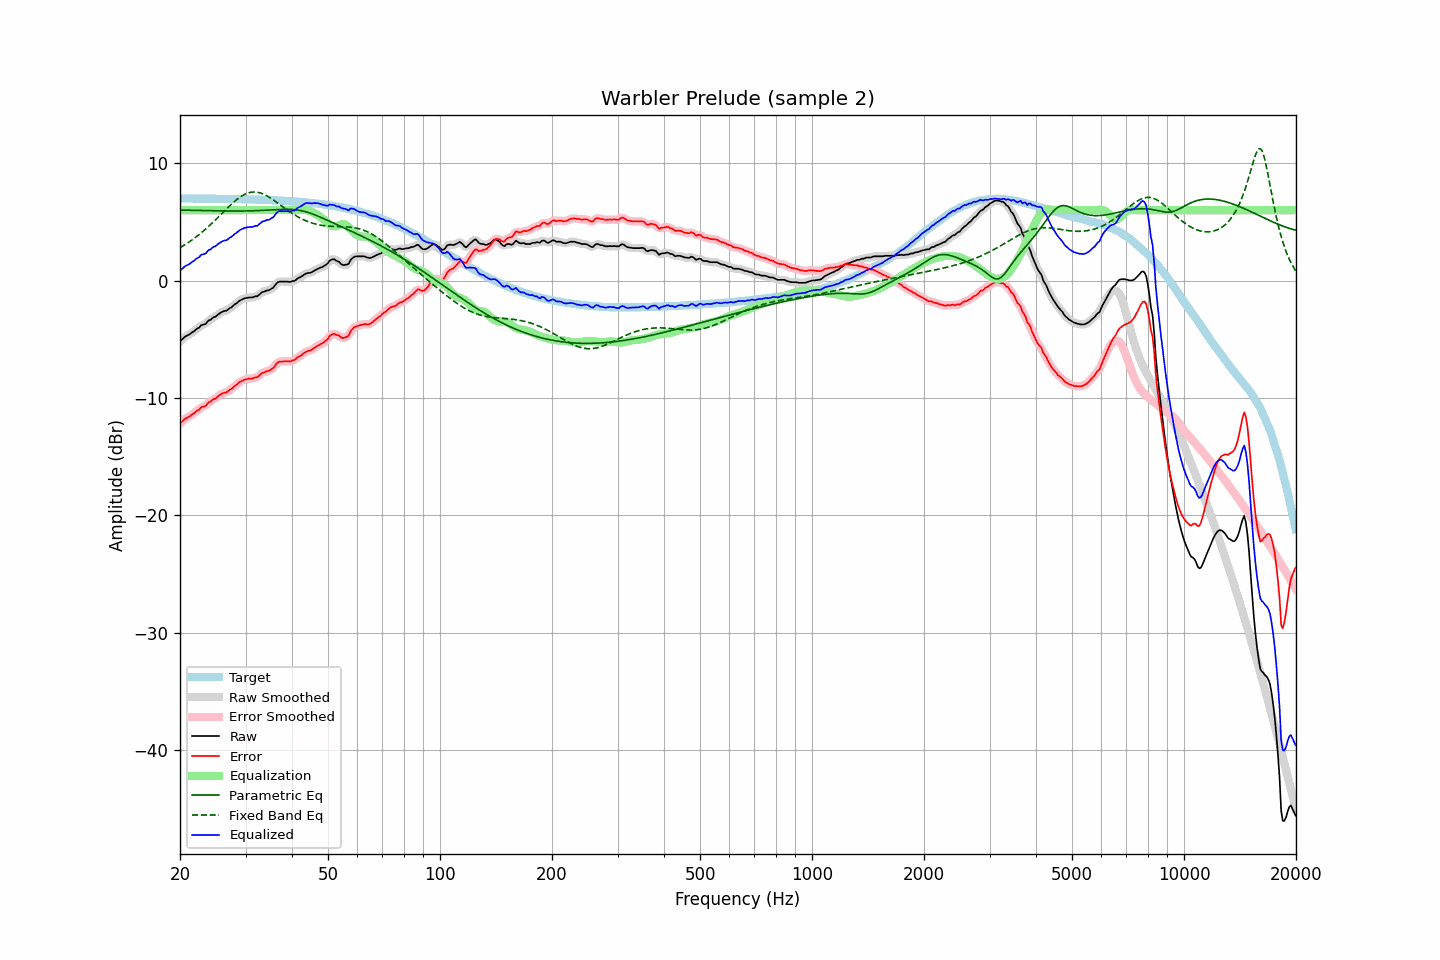 Warbler Prelude (sample 2)
10
0
−10
−20
−30
−40
Amplitude (dBr)
Target
Raw Smoothed
Error Smoothed
Raw
Error
Equalization
Parametric Eq
Fixed Band Eq
Equalized
20 50 100 200 500 1000 2000 5000 10000 20000
Frequency (Hz)